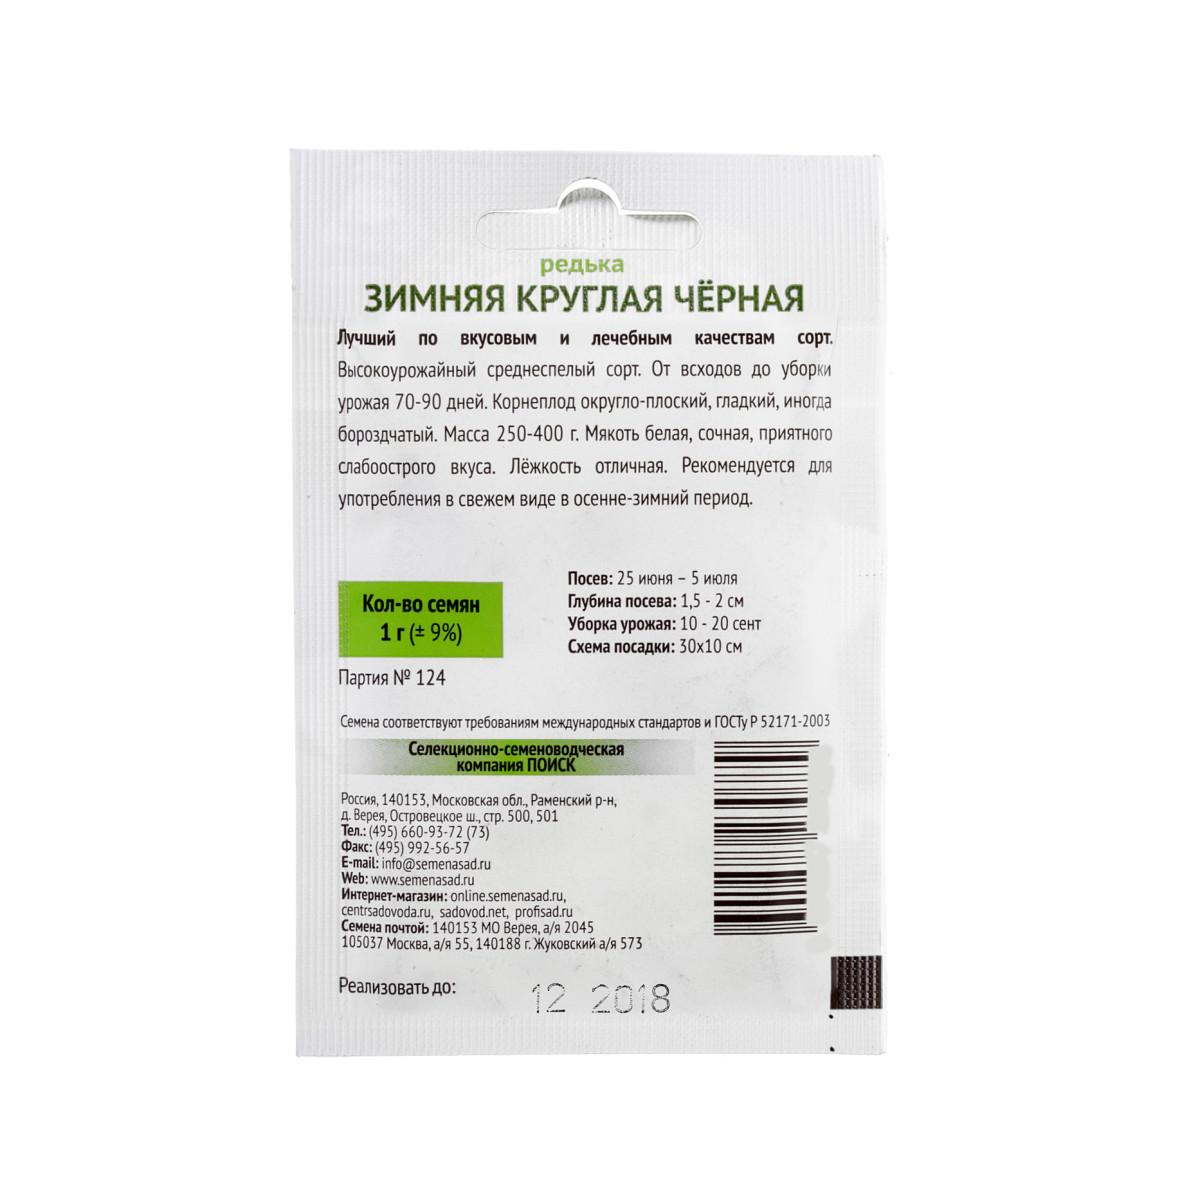 редька
ЗИМНЯЯ КРУГЛАЯ ЧЁРНАЯ
Лучший по вкусовым и лечебным качествам сорт.
Высокоурожайный среднеспелый сорт. От всходов до уборки
урожая 70-90 дней. Корнеплод округло-плоский, гладкий, иногда
бороздчатый. Масса 250-400 г. Мякоть белая, сочная, приятного
слабоострого вкуса. Лёжкость отличная. Рекомендуется для
употребления в свежем виде в осенне-зимний период.
Кол-во семян
1 г (± 9%)
Партия № 124
Посев: 25 июня – 5 июля
Глубина посева: 1,5 - 2 см
Уборка урожая: 10 - 20 сент
Схема посадки: 30х10 см
Семена соответствуют требованиям международных стандартов и ГОСТу Р 52171-2003
Селекционно-семеноводческая
компания ПОИСК
Россия, 140153, Московская обл., Раменский р-н,
д. Верея, Островецкое ш., стр. 500, 501
Тел.: (495) 660-93-72 (73)
Факс: (495) 992-56-57
E-mail: info@semenasad.ru
Web: www.semenasad.ru
Интернет-магазин: online.semenasad.ru,
centrsadovoda.ru, sadovod.net, profisad.ru
Семена почтой: 140153 МО Верея, а/я 2045
105037 Москва, а/я 55, 140188 г. Жуковский а/я 573
Реализовать до: 12 2018